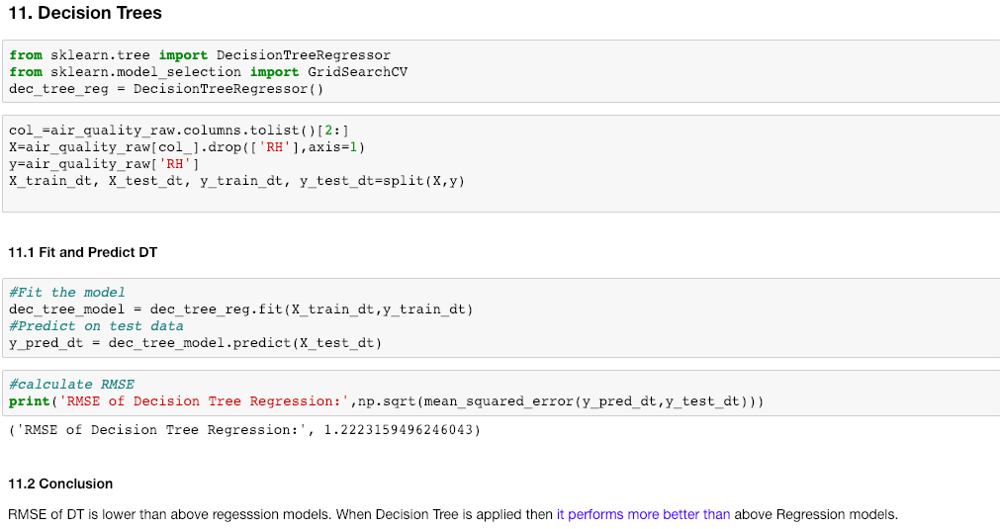 11. Decision Trees
from sklearn.tree import DecisionTreeRegressor
from sklearn.model_selection import GridSearchCV
dec_tree_reg = DecisionTreeRegressor()
col_=air_quality_raw.columns.tolist()[2:]
X=air_quality_raw[col_].drop(['RH'],axis=1)
y=air_quality_raw['RH']
X_train_dt, X_test_dt, y_train_dt, y_test_dt=split(X,y)
11.1 Fit and Predict DT
#Fit the model
dec_tree_model = dec_tree_reg.fit(X_train_dt,y_train_dt)
#Predict on test data
y_pred_dt = dec_tree_model.predict(X_test_dt)
#calculate RMSE
print('RMSE of Decision Tree Regression:',np.sqrt(mean_squared_error(y_pred_dt,y_test_dt)))
('RMSE of Decision Tree Regression:', 1.2223159496246043)
11.2 Conclusion
RMSE of DT is lower than above regesssion models. When Decision Tree is applied then it performs more better than above Regression models.